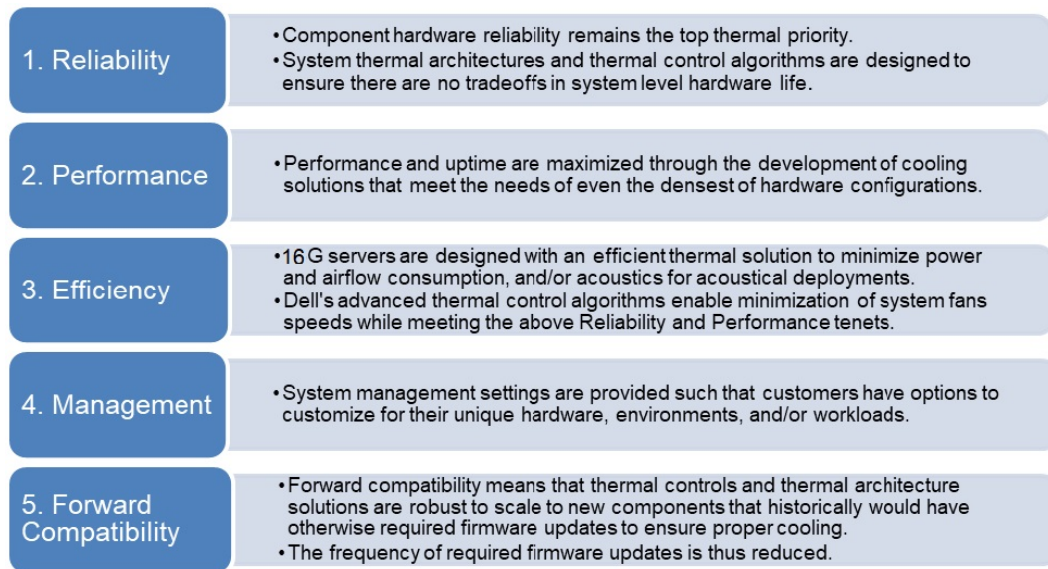 1. Reliability
•Component hardware reliability remains the top thermal priority.
•System thermal architectures and thermal control algorithms are designed to
ensure there are no tradeoffs in system level hardware life.
2. Performance
•Performance and uptime are maximized through the development of cooling
solutions that meet the needs of even the densest of hardware configurations.
3. Efficiency
•16G servers are designed with an efficient thermal solution to minimize power
and airflow consumption, and/or acoustics for acoustical deployments.
•Dell's advanced thermal control algorithms enable minimization of system fans
speeds while meeting the above Reliability and Performance tenets.
4. Management
•System management settings are provided such that customers have options to
customize for their unique hardware, environments, and/or workloads.
5. Forward
Compatibility
•Forward compatibility means that thermal controls and thermal architecture
solutions are robust to scale to new components that historically would have
otherwise required firmware updates to ensure proper cooling.
•The frequency of required firmware updates is thus reduced.